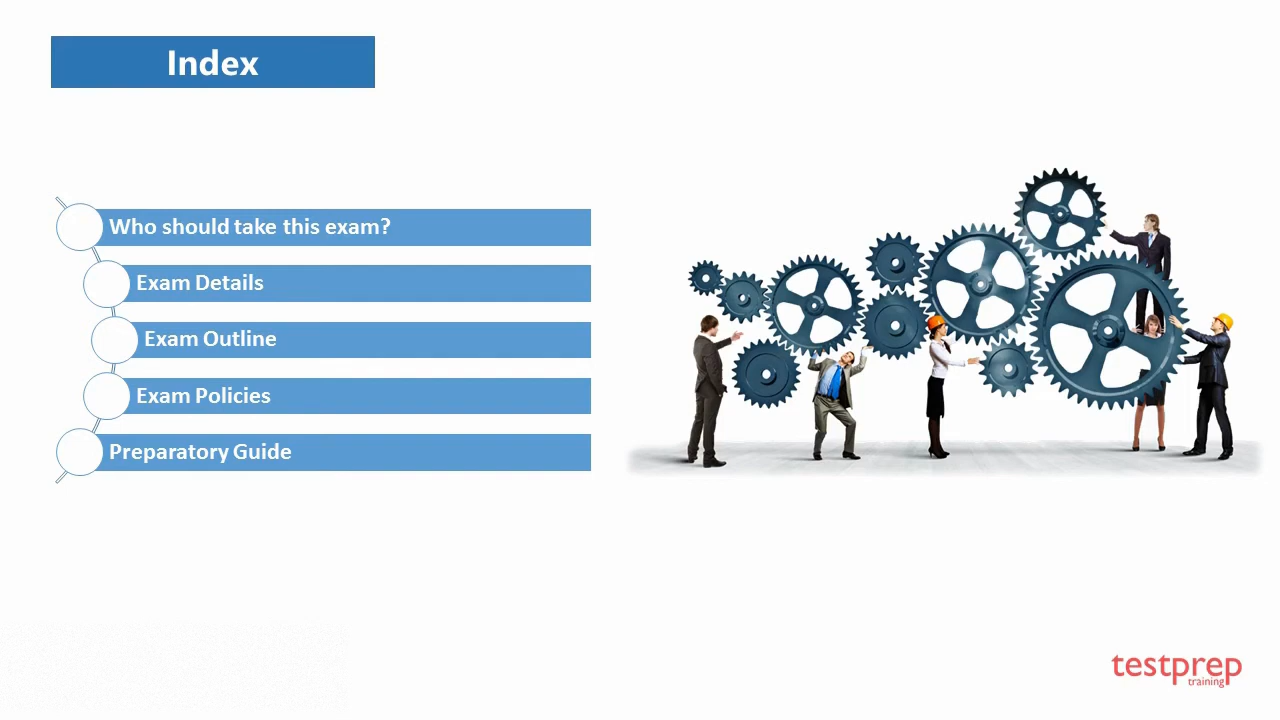 Index
Who should take this exam?
Exam Details
Exam Outline
Exam Policies
Preparatory Guide
testprep
training